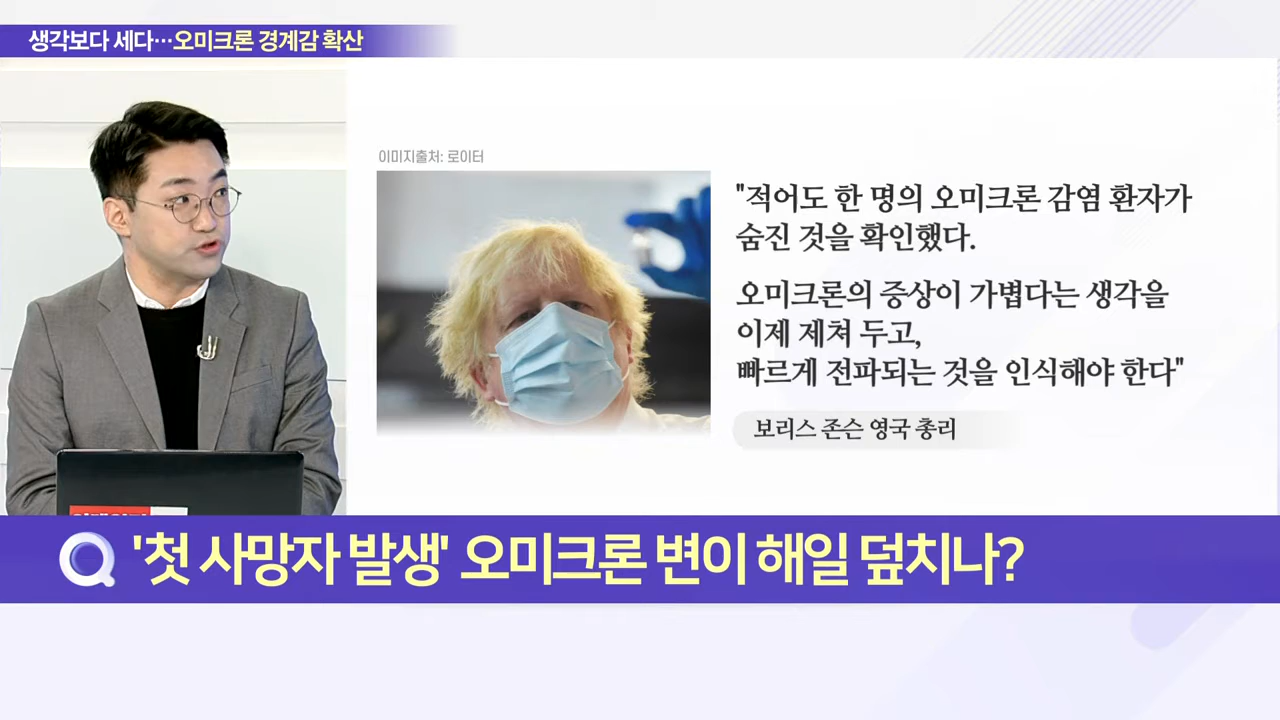 생각보다 세다…오미크론 경계감 확산
이미지출처: 로이터
"적어도 한 명의 오미크론 감염 환자가
숨진 것을 확인했다.
오미크론의 증상이 가볍다는 생각을
이제 제쳐 두고,
빠르게 전파되는 것을 인식해야 한다"
보리스 존슨 영국 총리
'첫 사망자 발생' 오미크론 변이 해일 덮치나?